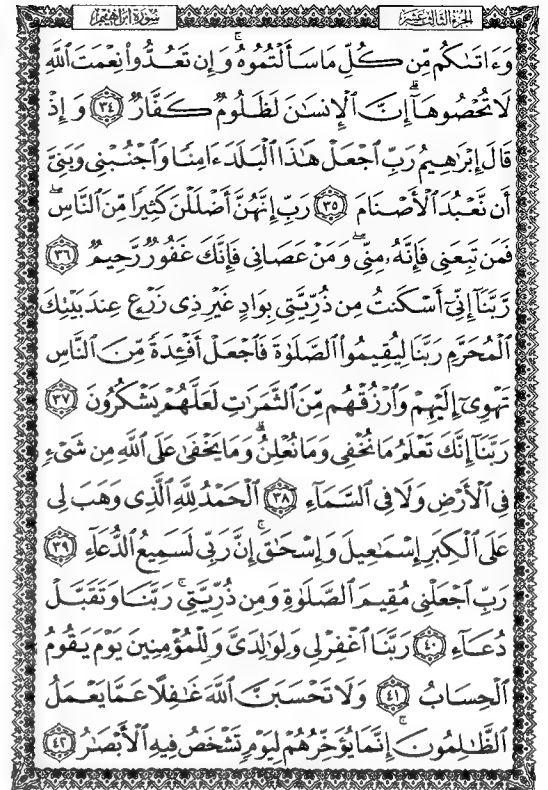 الجزء الثالث عشر
سورة ابراهيم
وَءَاتَىٰكُم مِّن كُلِّ مَا سَأَلْتُمُوهُ ۚ وَإِن تَعُدُّوا۟ نِعْمَتَ ٱللَّهِ
لَا تُحْصُوهَآ ۗ إِنَّ ٱلْإِنسَٰنَ لَظَلُومٌ كَفَّارٌ ٣٤ وَإِذْ
قَالَ إِبْرَٰهِيمُ رَبِّ ٱجْعَلْ هَٰذَا ٱلْبَلَدَ ءَامِنًا وَٱجْنُبْنِى وَبَنِىَّ
أَن نَّعْبُدَ ٱلْأَصْنَامَ ٣٥ رَبِّ إِنَّهُنَّ أَضْلَلْنَ كَثِيرًا مِّنَ ٱلنَّاسِ ۖ
فَمَن تَبِعَنِى فَإِنَّهُۥ مِنِّى ۖ وَمَنْ عَصَانِى فَإِنَّكَ غَفُورٌ رَّحِيمٌ ٣٦
رَّبَّنَآ إِنِّىٓ أَسْكَنتُ مِن ذُرِّيَّتِى بِوَادٍ غَيْرِ ذِى زَرْعٍ عِندَ بَيْتِكَ
ٱلْمُحَرَّمِ رَبَّنَا لِيُقِيمُوا۟ ٱلصَّلَوٰةَ فَٱجْعَلْ أَفْـِٔدَةً مِّنَ ٱلنَّاسِ
تَهْوِىٓ إِلَيْهِمْ وَٱرْزُقْهُم مِّنَ ٱلثَّمَرَٰتِ لَعَلَّهُمْ يَشْكُرُونَ ٣٧
رَبَّنَآ إِنَّكَ تَعْلَمُ مَا نُخْفِى وَمَا نُعْلِنُ ۗ وَمَا يَخْفَىٰ عَلَى ٱللَّهِ مِن شَىْءٍ
فِى ٱلْأَرْضِ وَلَا فِى ٱلسَّمَآءِ ٣٨ ٱلْحَمْدُ لِلَّهِ ٱلَّذِى وَهَبَ لِى
عَلَى ٱلْكِبَرِ إِسْمَٰعِيلَ وَإِسْحَٰقَ ۚ إِنَّ رَبِّى لَسَمِيعُ ٱلدُّعَآءِ ٣٩
رَبِّ ٱجْعَلْنِى مُقِيمَ ٱلصَّلَوٰةِ وَمِن ذُرِّيَّتِى ۚ رَبَّنَا وَتَقَبَّلْ
دُعَآءِ ٤٠ رَبَّنَا ٱغْفِرْ لِى وَلِوَٰلِدَىَّ وَلِلْمُؤْمِنِينَ يَوْمَ يَقُومُ
ٱلْحِسَابُ ٤١ وَلَا تَحْسَبَنَّ ٱللَّهَ غَٰفِلًا عَمَّا يَعْمَلُ
ٱلظَّٰلِمُونَ ۚ إِنَّمَا يُؤَخِّرُهُمْ لِيَوْمٍ تَشْخَصُ فِيهِ ٱلْأَبْصَٰرُ ٤٢